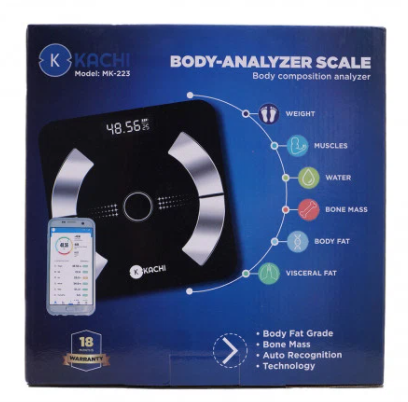 K KACHI
Model: MK-223
BODY-ANALYZER SCALE
Body composition analyzer
48.56
WEIGHT
MUSCLES
WATER
BONE MASS
BODY FAT
VISCERAL FAT
K KACHI
18
MONTHS
WARRANTY
• Body Fat Grade
• Bone Mass
• Auto Recognition
• Technology